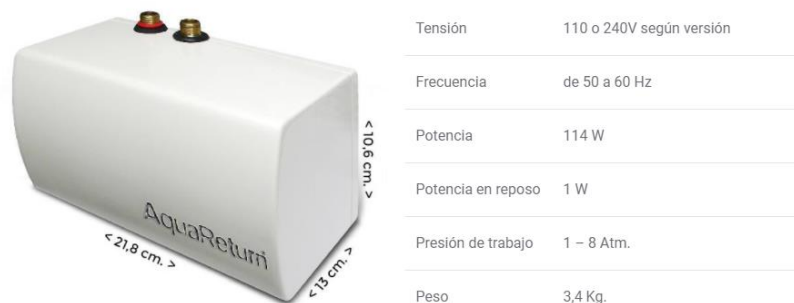 AquaReturn
< 21,8 cm. >
< 13 cm. >
< 10,6 cm. >
Tensión 110 o 240V según versión
Frecuencia de 50 a 60 Hz
Potencia 114 W
Potencia en reposo 1 W
Presión de trabajo 1 – 8 Atm.
Peso 3,4 Kg.